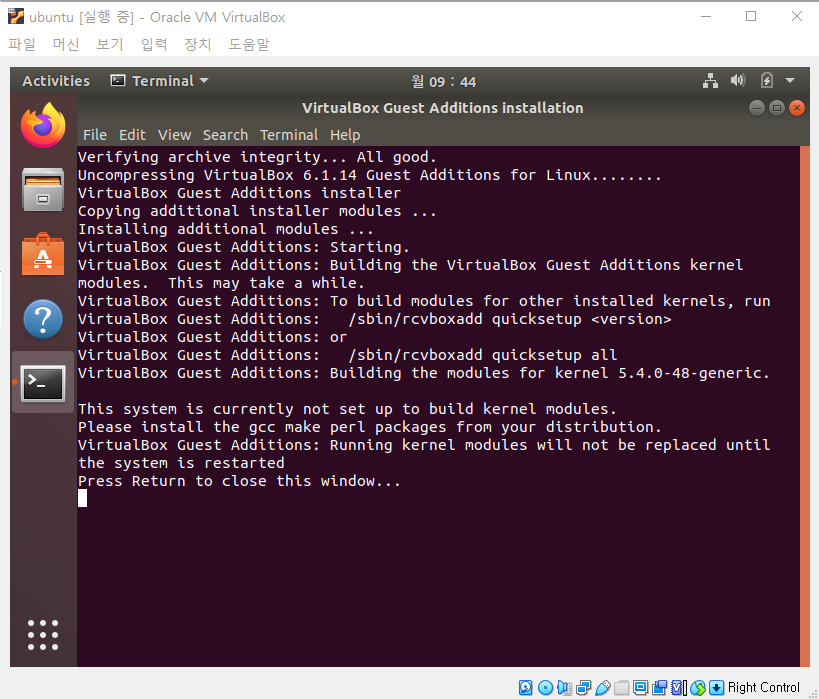 ubuntu [실행 중] - Oracle VM VirtualBox
파일 머신 보기 입력 장치 도움말
Activities Terminal 월 09 : 44
VirtualBox Guest Additions installation
File Edit View Search Terminal Help
Verifying archive integrity... All good.
Uncompressing VirtualBox 6.1.14 Guest Additions for Linux........
VirtualBox Guest Additions installer
Copying additional installer modules ...
Installing additional modules ...
VirtualBox Guest Additions: Starting.
VirtualBox Guest Additions: Building the VirtualBox Guest Additions kernel
modules.  This may take a while.
VirtualBox Guest Additions: To build modules for other installed kernels, run
VirtualBox Guest Additions:   /sbin/rcvboxadd quicksetup <version>
VirtualBox Guest Additions: or
VirtualBox Guest Additions:   /sbin/rcvboxadd quicksetup all
VirtualBox Guest Additions: Building the modules for kernel 5.4.0-48-generic.
This system is currently not set up to build kernel modules.
Please install the gcc make perl packages from your distribution.
VirtualBox Guest Additions: Running kernel modules will not be replaced until
the system is restarted
Press Return to close this window...
Right Control